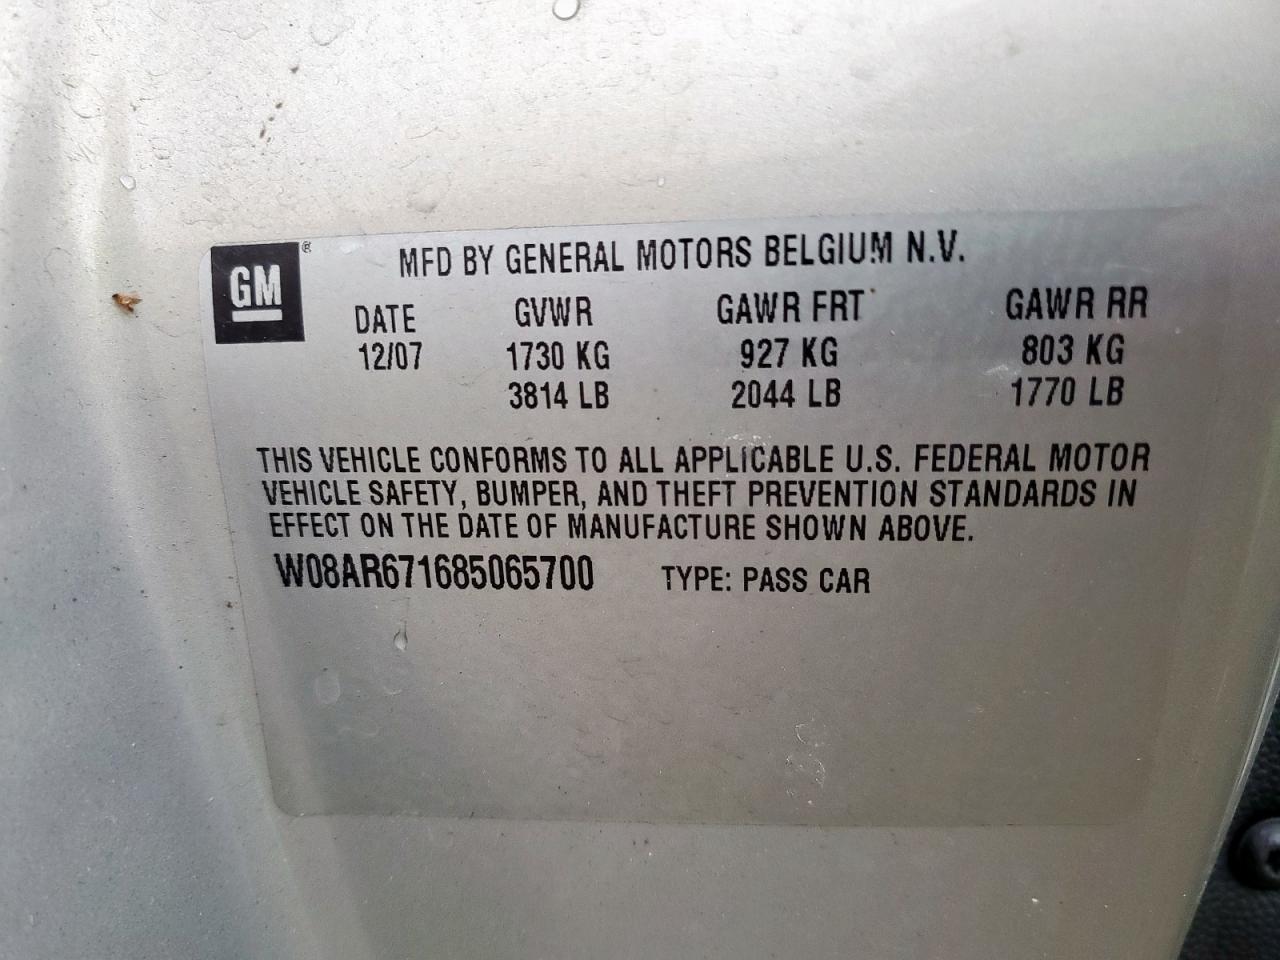 GM ®
MFD BY GENERAL MOTORS BELGIUM N.V.
DATE GVWR GAWR FRT GAWR RR
12/07 1730 KG 927 KG 803 KG
3814 LB 2044 LB 1770 LB
THIS VEHICLE CONFORMS TO ALL APPLICABLE U.S. FEDERAL MOTOR
VEHICLE SAFETY, BUMPER, AND THEFT PREVENTION STANDARDS IN
EFFECT ON THE DATE OF MANUFACTURE SHOWN ABOVE.
W08AR671685065700 TYPE: PASS CAR